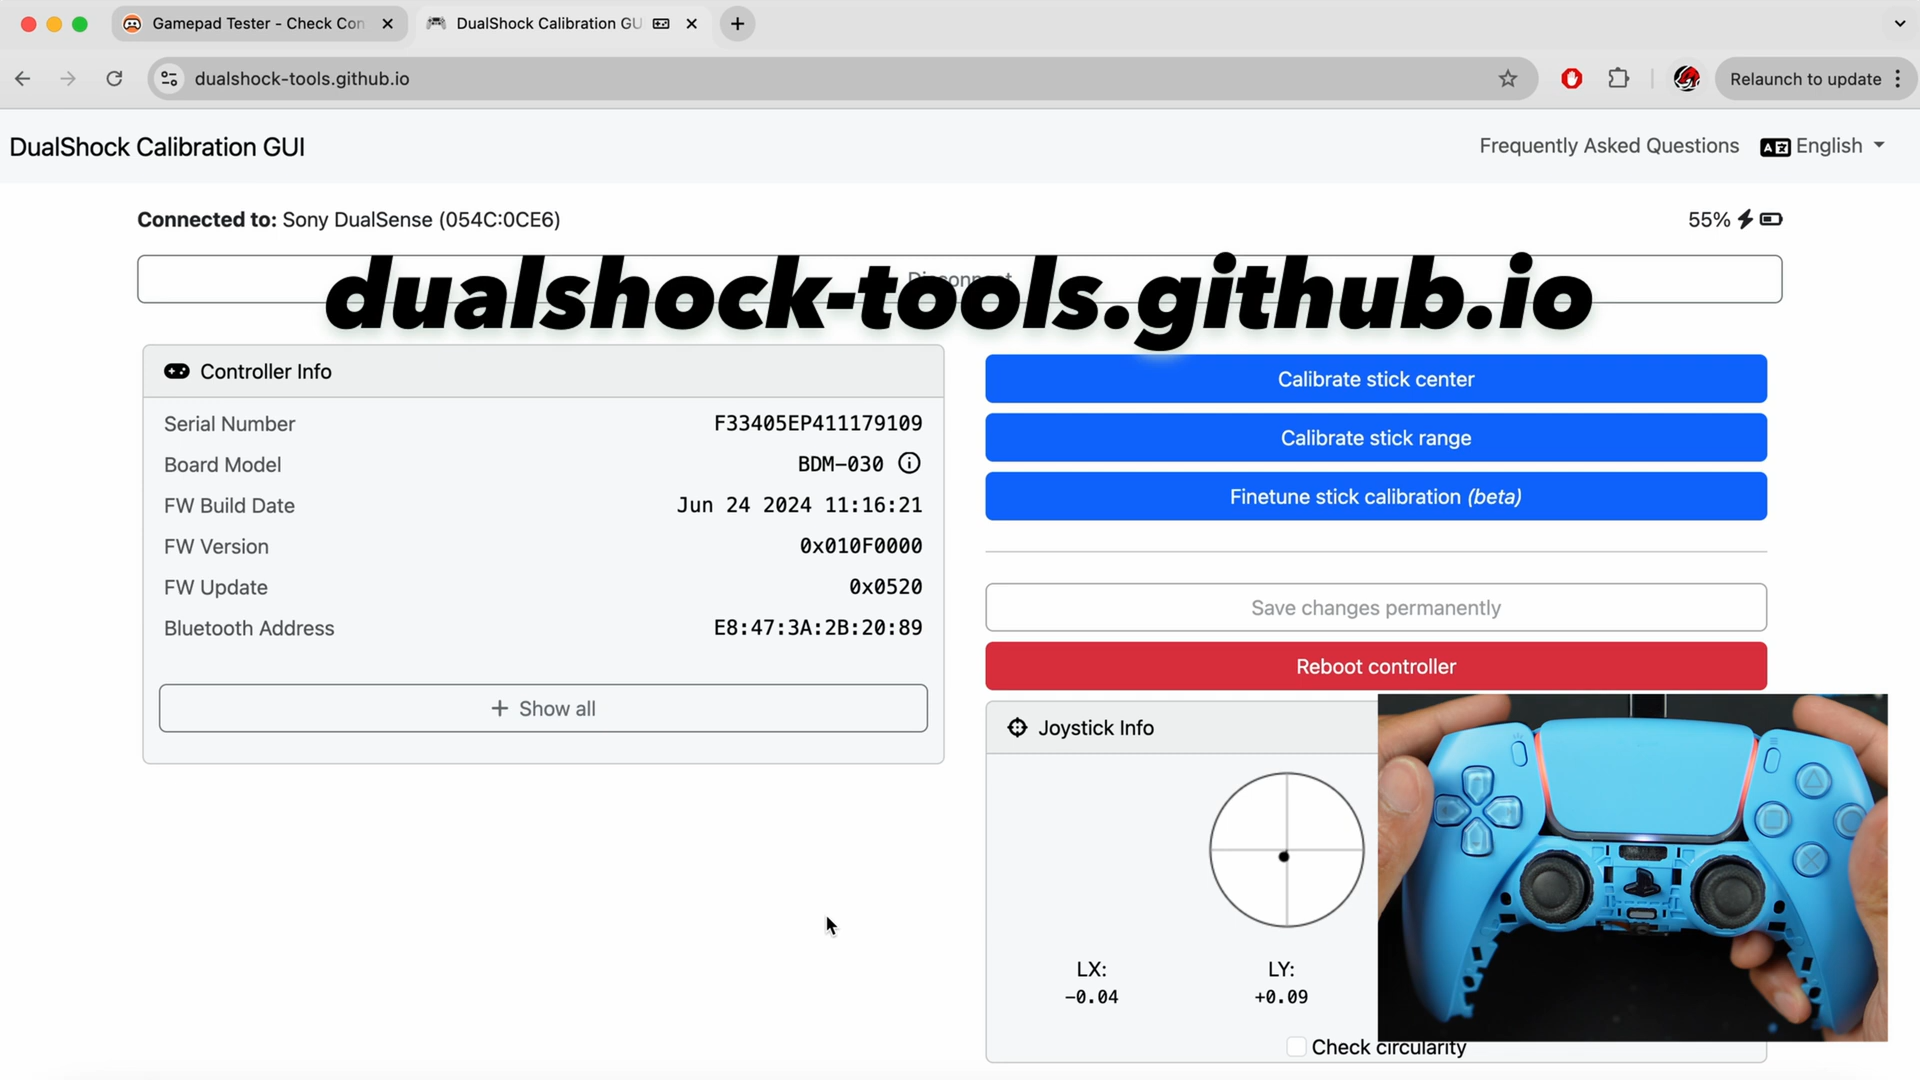 Gamepad Tester - Check Con
DualShock Calibration GU
dualshock-tools.github.io
Relaunch to update
DualShock Calibration GUI
Frequently Asked Questions
English
Connected to: Sony DualSense (054C:0CE6)
55%
Disconnect
dualshock-tools.github.io
Controller Info
Serial Number F33405EP411179109
Board Model BDM-030
FW Build Date Jun 24 2024 11:16:21
FW Version 0x010F0000
FW Update 0x0520
Bluetooth Address E8:47:3A:2B:20:89
+ Show all
Calibrate stick center
Calibrate stick range
Finetune stick calibration (beta)
Save changes permanently
Reboot controller
Joystick Info
LX: LY:
-0.04 +0.09
Check circularity